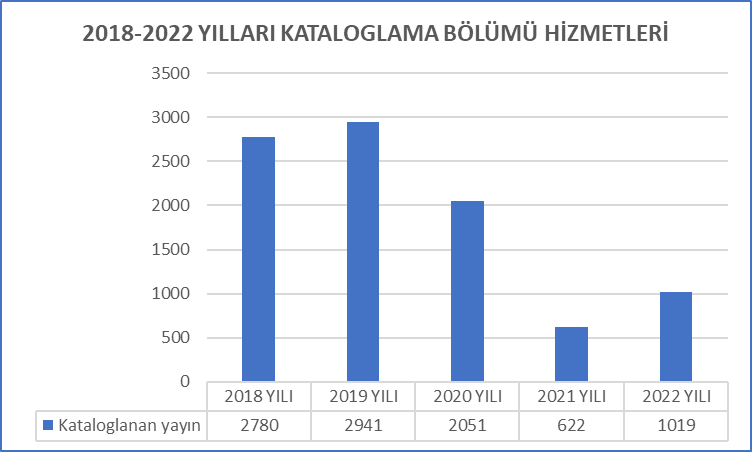 2018-2022 YILLARI KATALOGLAMA BÖLÜMÜ HİZMETLERİ
3500
3000
2500
2000
1500
1000
500
0
2018 YILI 2019 YILI 2020 YILI 2021 YILI 2022 YILI
Kataloglanan yayın 2780 2941 2051 622 1019